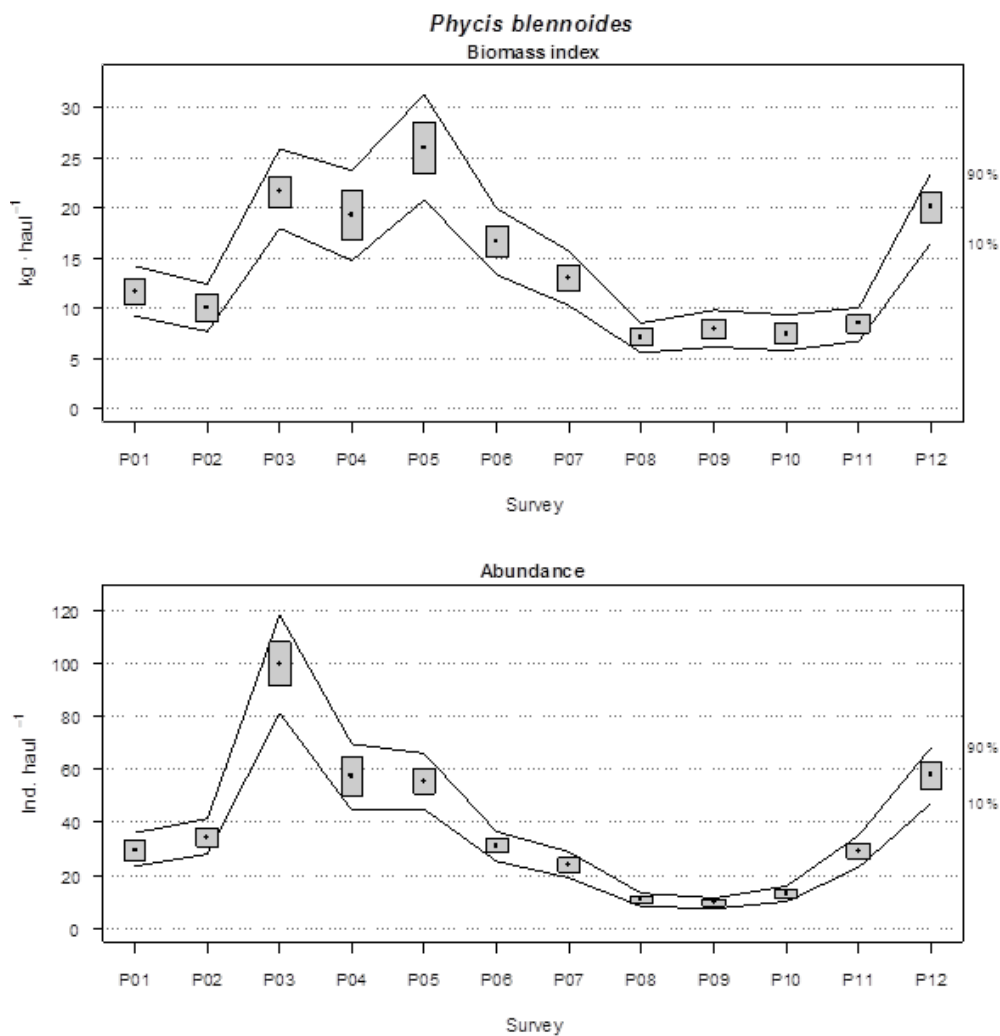 Phycis blennoides
Biomass index
30
25
20
15
10
5
0
kg · haul⁻¹
90%
10%
P01 P02 P03 P04 P05 P06 P07 P08 P09 P10 P11 P12
Survey
Abundance
120
100
80
60
40
20
0
Ind. haul ⁻¹
90%
10%
P01 P02 P03 P04 P05 P06 P07 P08 P09 P10 P11 P12
Survey